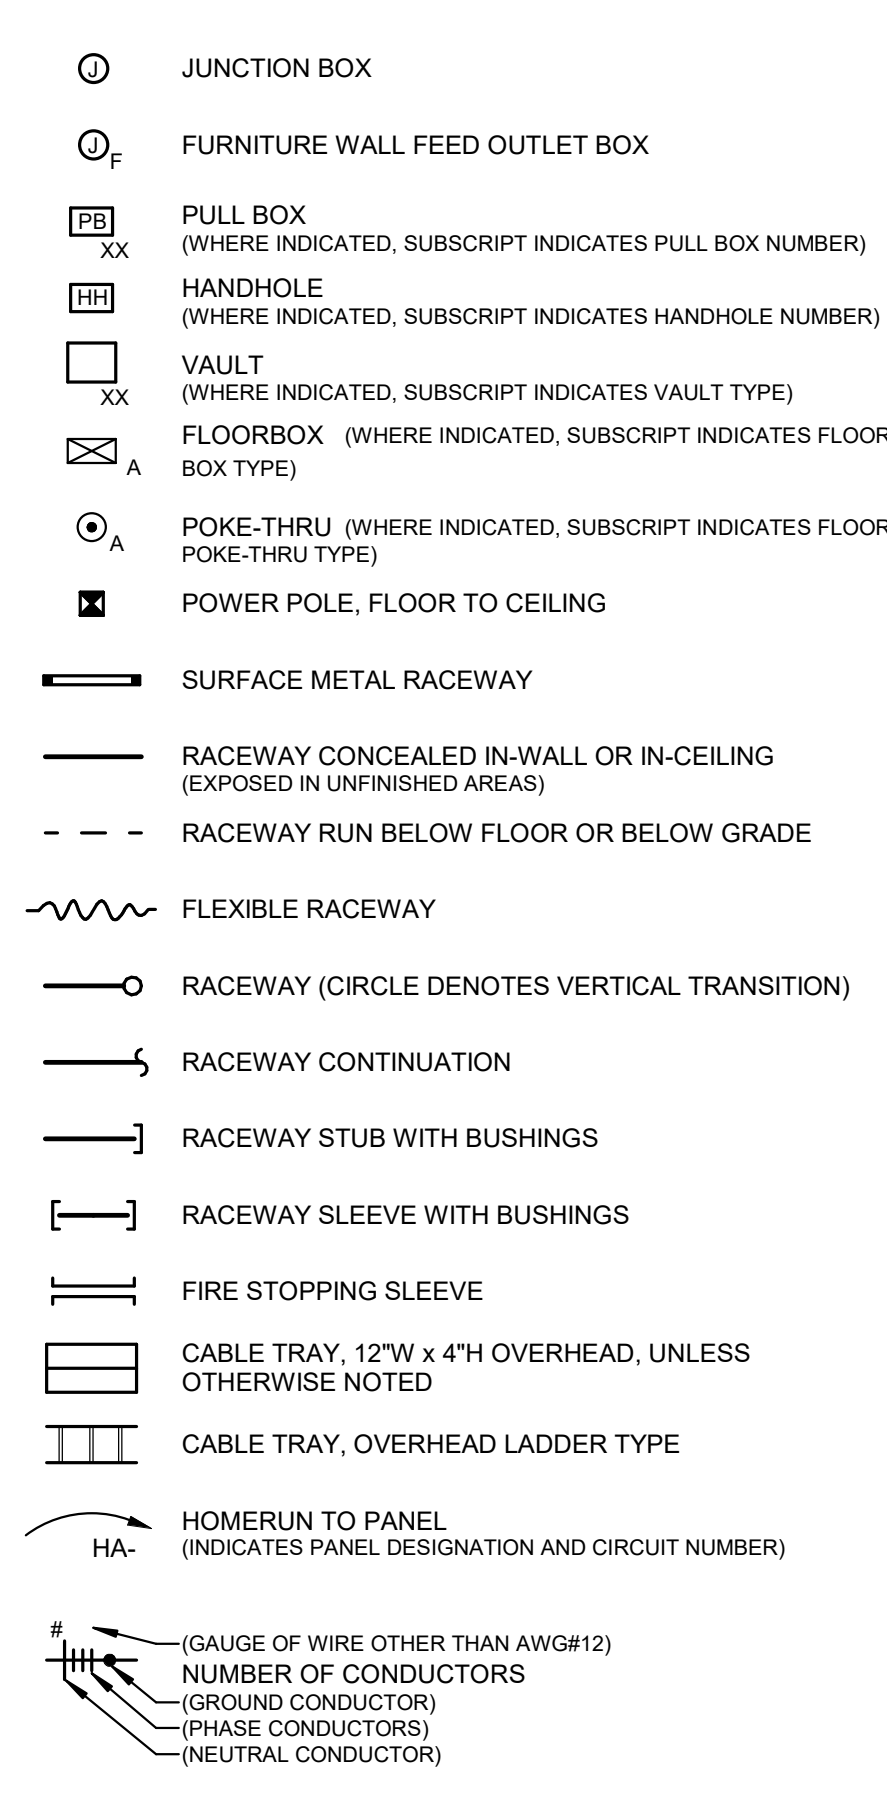 J JUNCTION BOX
J F FURNITURE WALL FEED OUTLET BOX
PB PULL BOX
XX (WHERE INDICATED, SUBSCRIPT INDICATES PULL BOX NUMBER)
HH HANDHOLE
(WHERE INDICATED, SUBSCRIPT INDICATES HANDHOLE NUMBER)
VAULT
XX (WHERE INDICATED, SUBSCRIPT INDICATES VAULT TYPE)
FLOORBOX (WHERE INDICATED, SUBSCRIPT INDICATES FLOOR
A BOX TYPE)
POKE-THRU (WHERE INDICATED, SUBSCRIPT INDICATES FLOOR
A POKE-THRU TYPE)
POWER POLE, FLOOR TO CEILING
SURFACE METAL RACEWAY
RACEWAY CONCEALED IN-WALL OR IN-CEILING
(EXPOSED IN UNFINISHED AREAS)
RACEWAY RUN BELOW FLOOR OR BELOW GRADE
FLEXIBLE RACEWAY
RACEWAY (CIRCLE DENOTES VERTICAL TRANSITION)
RACEWAY CONTINUATION
RACEWAY STUB WITH BUSHINGS
RACEWAY SLEEVE WITH BUSHINGS
FIRE STOPPING SLEEVE
CABLE TRAY, 12"W x 4"H OVERHEAD, UNLESS
OTHERWISE NOTED
CABLE TRAY, OVERHEAD LADDER TYPE
HOMERUN TO PANEL
HA- (INDICATES PANEL DESIGNATION AND CIRCUIT NUMBER)
#
(GAUGE OF WIRE OTHER THAN AWG#12)
NUMBER OF CONDUCTORS
(GROUND CONDUCTOR)
(PHASE CONDUCTORS)
(NEUTRAL CONDUCTOR)